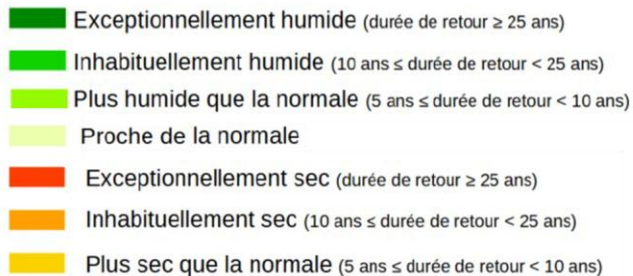 Exceptionnellement humide (durée de retour ≥ 25 ans)
Inhabituellement humide (10 ans ≤ durée de retour < 25 ans)
Plus humide que la normale (5 ans ≤ durée de retour < 10 ans)
Proche de la normale
Exceptionnellement sec (durée de retour ≥ 25 ans)
Inhabituellement sec (10 ans ≤ durée de retour < 25 ans)
Plus sec que la normale (5 ans ≤ durée de retour < 10 ans)